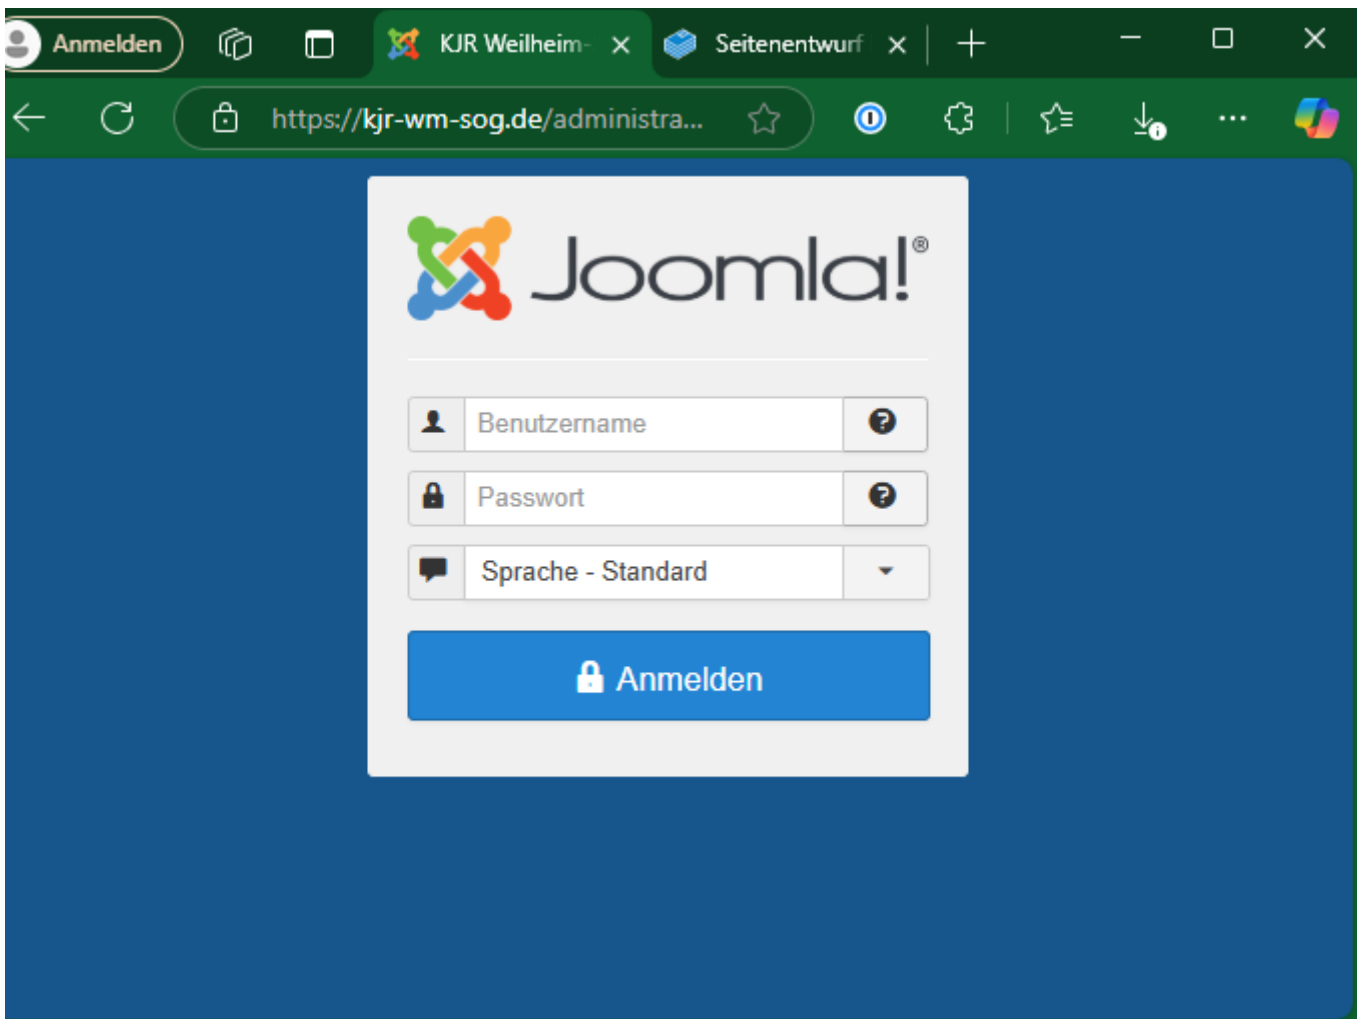 Anmelden
KJR Weilheim-
Seitenentwurf
https://kjr-wm-sog.de/administra...
Joomla!®
Benutzername
Passwort
Sprache - Standard
Anmelden